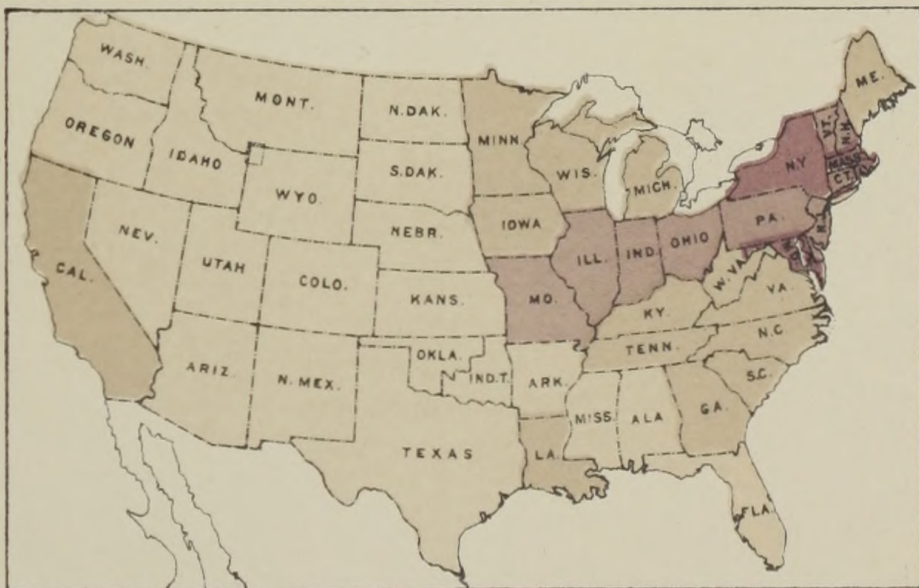 WASH.
MONT.
N.DAK.
MINN.
ME.
OREGON
IDAHO
S.DAK.
WIS.
MICH.
VT.
N.H.
N.Y.
MASS.
CT.
WYO.
IOWA
PA.
NEV.
NEBR.
ILL.
IND.
OHIO
N.J.
CAL.
UTAH
COLO.
KANS.
MO.
W.VA.
VA.
KY.
ARIZ.
N.MEX.
OKLA.
IND.T.
ARK.
TENN.
N.C.
S.C.
TEXAS
LA.
MISS.
ALA.
GA.
FLA.